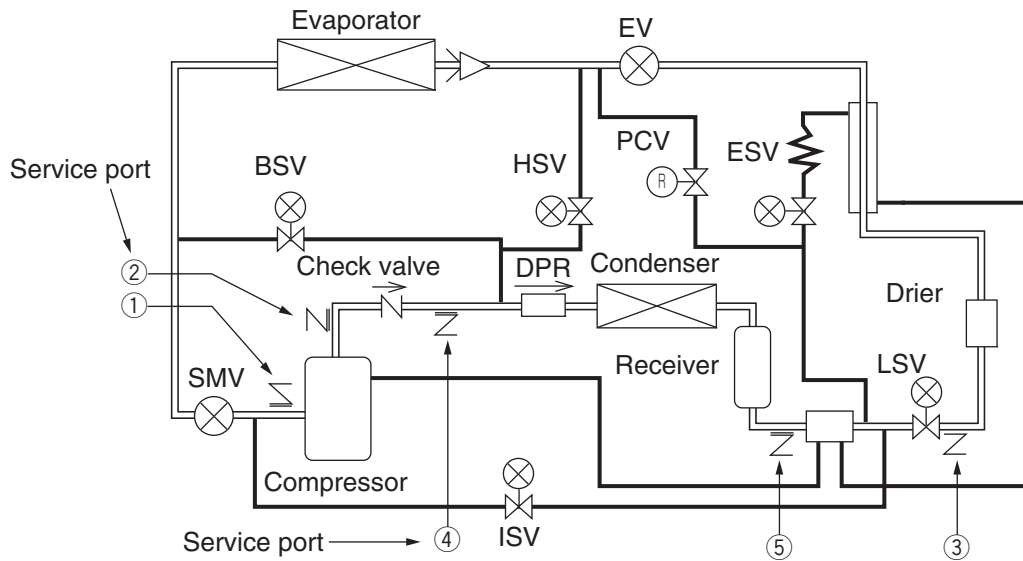 Evaporator
EV
Service port
BSV
HSV
PCV
R
ESV
②
Check valve
DPR
Condenser
①
Drier
SMV
Receiver
LSV
Compressor
ISV
Service port
④
⑤
③